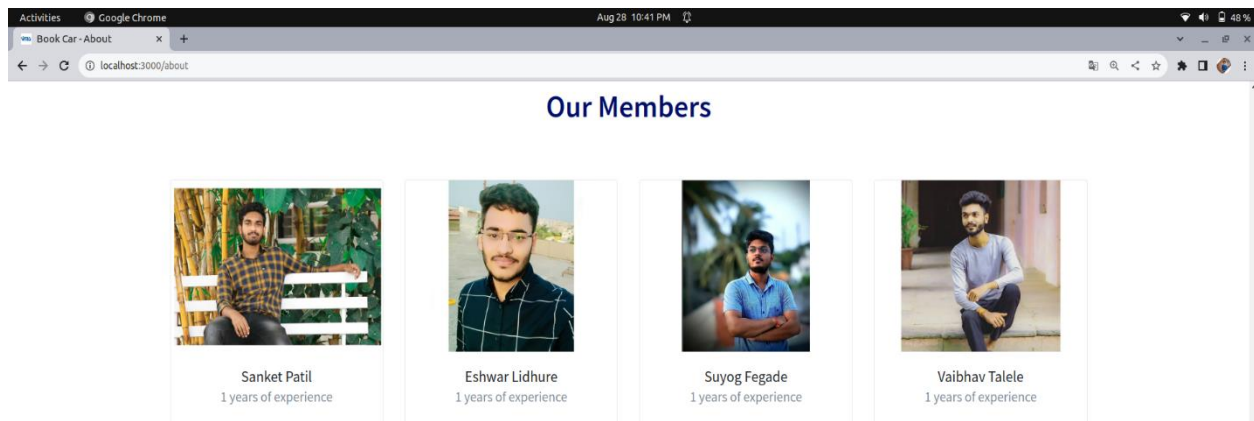 Activities Google Chrome Aug 28 10:41 PM 48 %
Book Car - About
localhost:3000/about
Our Members
Sanket Patil Eshwar Lidhure Suyog Fegade Vaibhav Talele
1 years of experience 1 years of experience 1 years of experience 1 years of experience